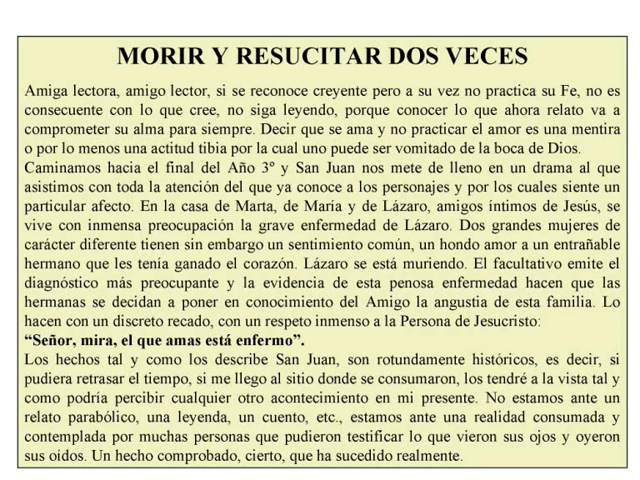 MORIR Y RESUCITAR DOS VECES
Amiga lectora, amigo lector, si se reconoce creyente pero a su vez no practica su Fe, no es
consecuente con lo que cree, no siga leyendo, porque conocer lo que ahora relato va a
comprometer su alma para siempre. Decir que se ama y no practicar el amor es una mentira
o por lo menos una actitud tibia por la cual uno puede ser vomitado de la boca de Dios.
Caminamos hacia el final del Año 3º y San Juan nos mete de lleno en un drama al que
asistimos con toda la atención del que ya conoce a los personajes y por los cuales siente un
particular afecto. En la casa de Marta, de María y de Lázaro, amigos íntimos de Jesús, se
vive con inmensa preocupación la grave enfermedad de Lázaro. Dos grandes mujeres de
carácter diferente tienen sin embargo un sentimiento común, un hondo amor a un entrañable
hermano que les tenía ganado el corazón. Lázaro se está muriendo. El facultativo emite el
diagnóstico más preocupante y la evidencia de esta penosa enfermedad hacen que las
hermanas se decidan a poner en conocimiento del Amigo la angustia de esta familia. Lo
hacen con un discreto recado, con un respeto inmenso a la Persona de Jesucristo:
“Señor, mira, el que amas está enfermo”.
Los hechos tal y como los describe San Juan, son rotundamente históricos, es decir, si
pudiera retrasar el tiempo, si me llego al sitio donde se consumaron, los tendré a la vista tal y
como podría percibir cualquier otro acontecimiento en mi presente. No estamos ante un
relato parabólico, una leyenda, un cuento, etc., estamos ante una realidad consumada y
contemplada por muchas personas que pudieron testificar lo que vieron sus ojos y oyeron
sus oídos. Un hecho comprobado, cierto, que ha sucedido realmente.